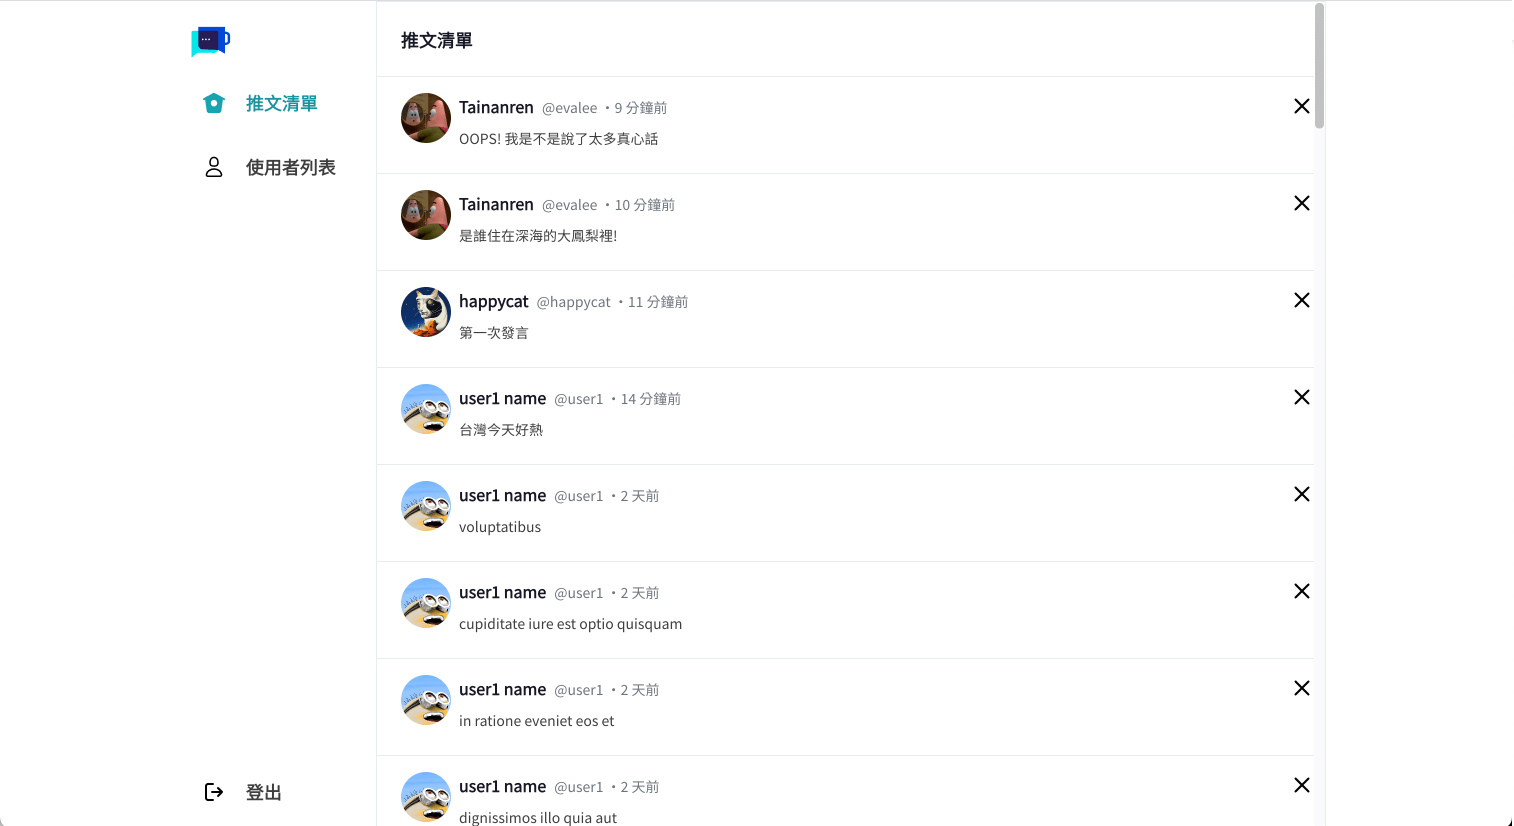 推文清單
使用者列表
登出
推文清單
Tainanren @evalee ・9 分鐘前
OOPS! 我是不是說了太多真心話
Tainanren @evalee ・10 分鐘前
是誰住在深海的大鳳梨裡!
happycat @happycat ・11 分鐘前
第一次發言
user1 name @user1 ・14 分鐘前
台灣今天好熱
user1 name @user1 ・2 天前
voluptatibus
user1 name @user1 ・2 天前
cupiditate iure est optio quisquam
user1 name @user1 ・2 天前
in ratione eveniet eos et
user1 name @user1 ・2 天前
dignissimos illo quia aut